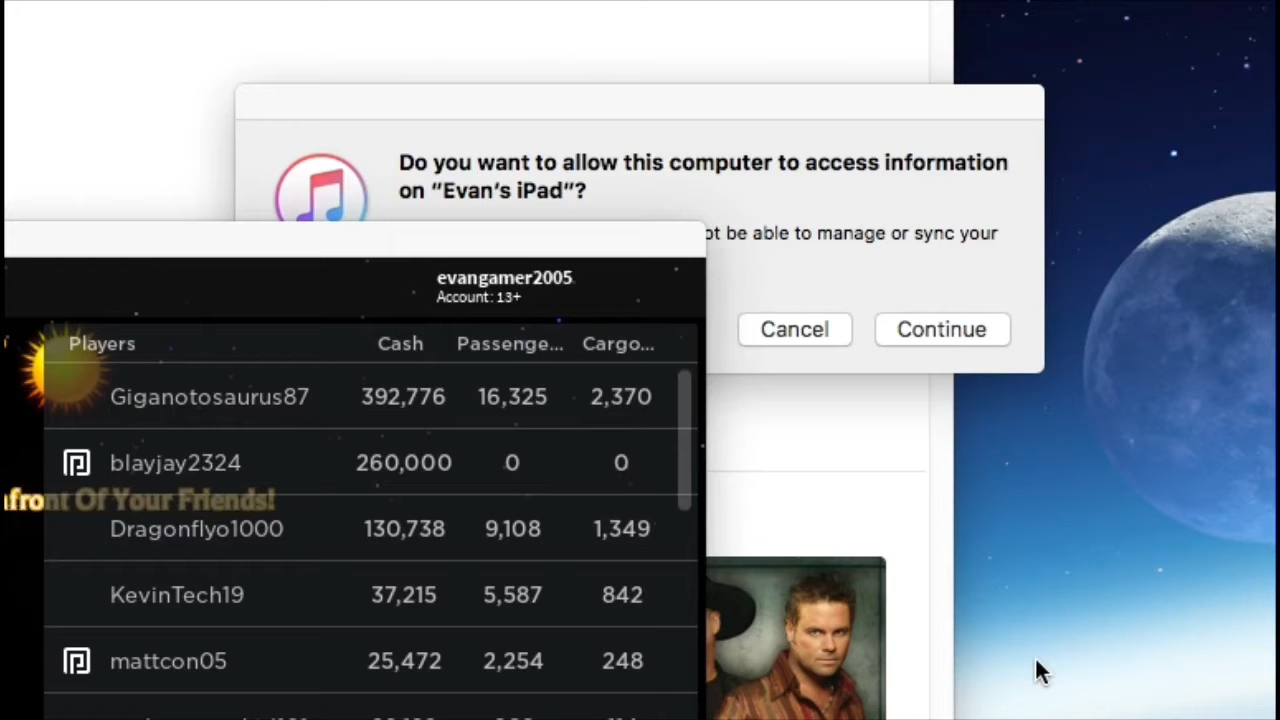 Do you want to allow this computer to access information
on “Evan’s iPad”?
ot be able to manage or sync your
Cancel Continue
evangamer2005
Account: 13+
Players Cash Passenge... Cargo...
Giganotosaurus87 392,776 16,325 2,370
blayjay2324 260,000 0 0
front Of Your Friends!
Dragonflyo1000 130,738 9,108 1,349
KevinTech19 37,215 5,587 842
mattcon05 25,472 2,254 248